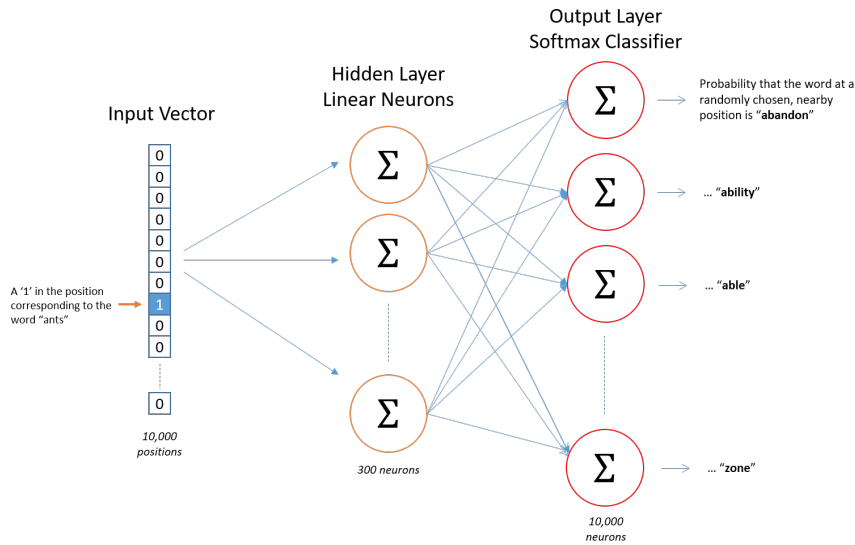 Output Layer
Softmax Classifier
Hidden Layer
Linear Neurons
Input Vector
0
0
0
0
0
0
0
1
0
0
0
A ‘1’ in the position
corresponding to the
word “ants”
10,000
positions
Σ
Σ
Σ
300 neurons
Σ
Σ
Σ
Σ
10,000
neurons
Probability that the word at a
randomly chosen, nearby
position is “abandon”
... “ability”
... “able”
... “zone”